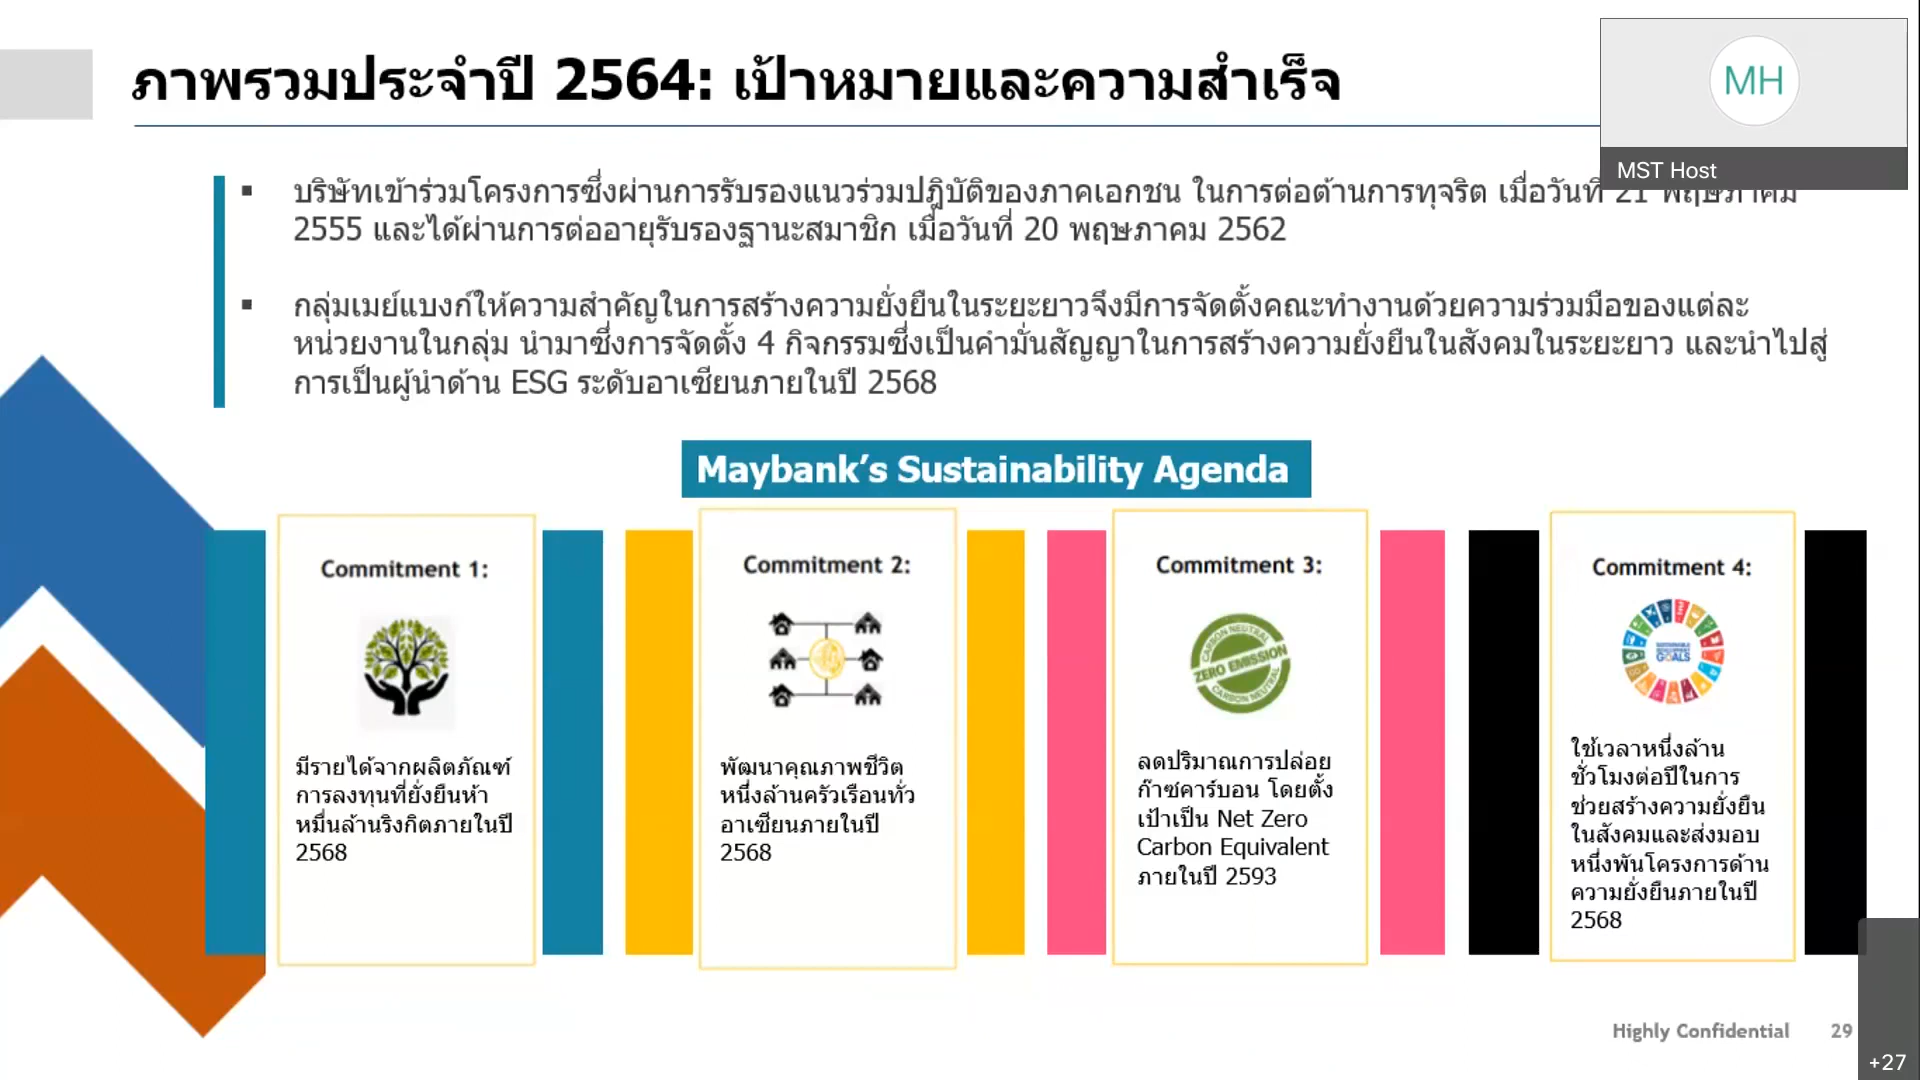 ภาพรวมประจำปี 2564: เป้าหมายและความสำเร็จ
MH
MST Host
▪ บริษัทเข้าร่วมโครงการซึ่งผ่านการรับรองแนวร่วมปฏิบัติของภาคเอกชน ในการต่อต้านการทุจริต เมื่อวันที่ 21 พฤษภาคม
2555 และได้ผ่านการต่ออายุรับรองฐานะสมาชิก เมื่อวันที่ 20 พฤษภาคม 2562
▪ กลุ่มเมย์แบงก์ให้ความสำคัญในการสร้างความยั่งยืนในระยะยาวจึงมีการจัดตั้งคณะทำงานด้วยความร่วมมือของแต่ละ
หน่วยงานในกลุ่ม นำมาซึ่งการจัดตั้ง 4 กิจกรรมซึ่งเป็นคำมั่นสัญญาในการสร้างความยั่งยืนในสังคมในระยะยาว และนำไปสู่
การเป็นผู้นำด้าน ESG ระดับอาเซียนภายในปี 2568
Maybank’s Sustainability Agenda
Commitment 1:
มีรายได้จากผลิตภัณฑ์
การลงทุนที่ยั่งยืนห้า
หมื่นล้านริงกิตภายในปี
2568
Commitment 2:
พัฒนาคุณภาพชีวิต
หนึ่งล้านครัวเรือนทั่ว
อาเซียนภายในปี
2568
Commitment 3:
CARBON NEUTRAL
ZERO EMISSION
CARBON NEUTRAL
ลดปริมาณการปล่อย
ก๊าซคาร์บอน โดยตั้ง
เป้าเป็น Net Zero
Carbon Equivalent
ภายในปี 2593
Commitment 4:
SUSTAINABLE
DEVELOPMENT
GOALS
ใช้เวลาหนึ่งล้าน
ชั่วโมงต่อปีในการ
ช่วยสร้างความยั่งยืน
ในสังคมและส่งมอบ
หนึ่งพันโครงการด้าน
ความยั่งยืนภายในปี
2568
Highly Confidential 29
+27